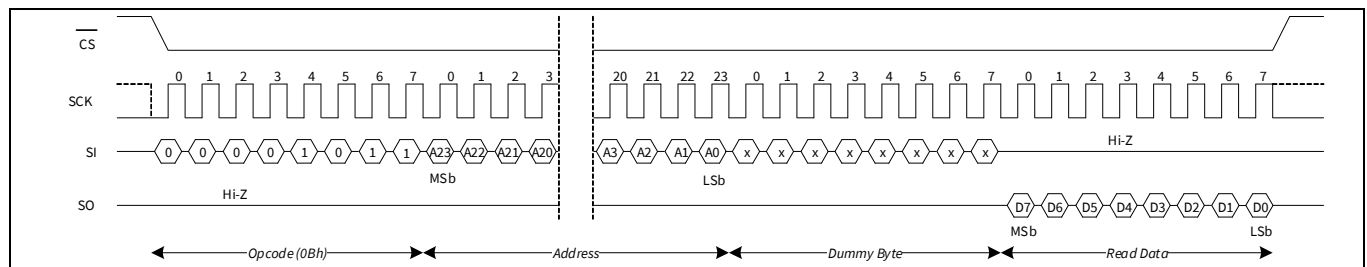 CS
0 1 2 3 4 5 6 7 0 1 2 3 20 21 22 23 0 1 2 3 4 5 6 7 0 1 2 3 4 5 6 7
SCK
Hi-Z
SI 0 0 0 0 1 0 1 1 A23 A22 A21 A20 A3 A2 A1 A0 x x x x x x x x
MSb LSb
Hi-Z
SO D7 D6 D5 D4 D3 D2 D1 D0
MSb LSb
Opcode (0Bh) Address Dummy Byte Read Data